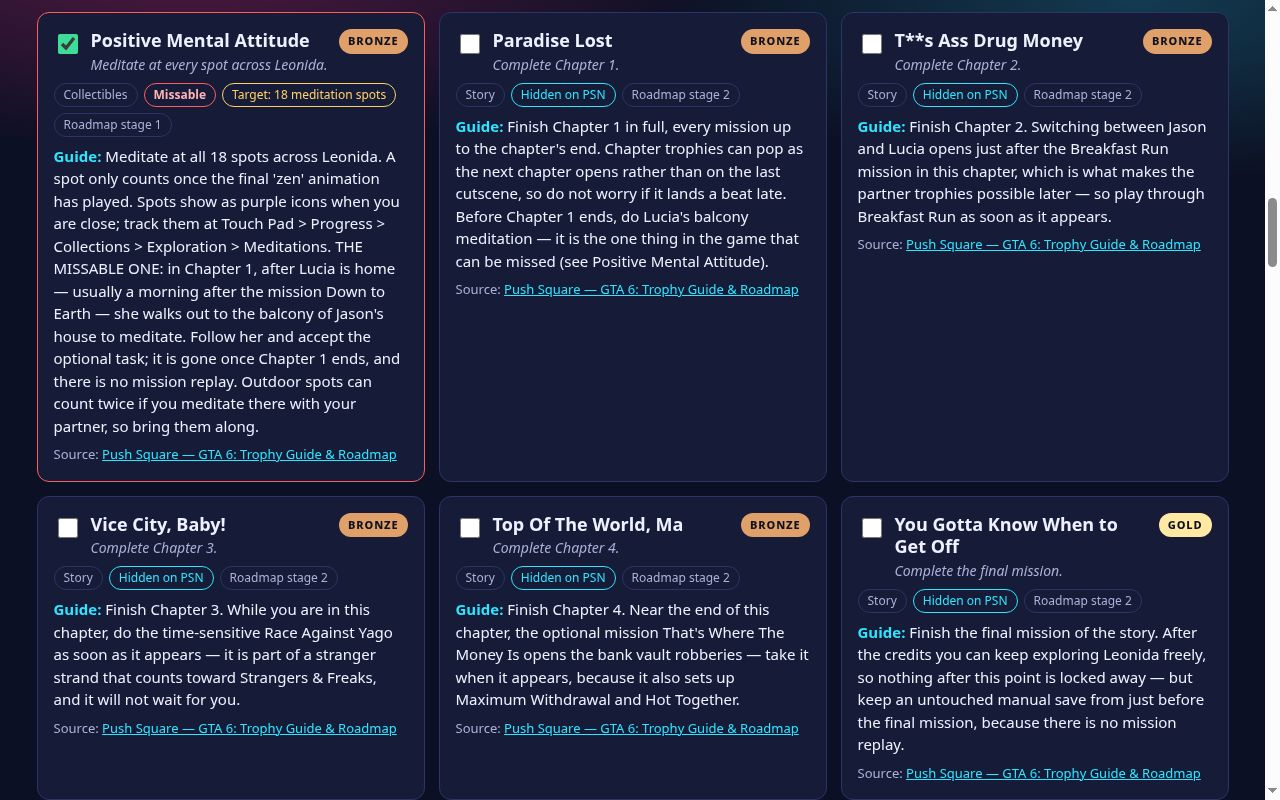 Positive Mental Attitude
BRONZE
Meditate at every spot across Leonida.
Collectibles
Missable
Target: 18 meditation spots
Roadmap stage 1
Guide: Meditate at all 18 spots across Leonida. A
spot only counts once the final 'zen' animation
has played. Spots show as purple icons when you
are close; track them at Touch Pad > Progress >
Collections > Exploration > Meditations. THE
MISSABLE ONE: in Chapter 1, after Lucia is home
— usually a morning after the mission Down to
Earth — she walks out to the balcony of Jason's
house to meditate. Follow her and accept the
optional task; it is gone once Chapter 1 ends, and
there is no mission replay. Outdoor spots can
count twice if you meditate there with your
partner, so bring them along.
Source: Push Square — GTA 6: Trophy Guide & Roadmap
Paradise Lost
BRONZE
Complete Chapter 1.
Story
Hidden on PSN
Roadmap stage 2
Guide: Finish Chapter 1 in full, every mission up
to the chapter's end. Chapter trophies can pop as
the next chapter opens rather than on the last
cutscene, so do not worry if it lands a beat late.
Before Chapter 1 ends, do Lucia's balcony
meditation — it is the one thing in the game that
can be missed (see Positive Mental Attitude).
Source: Push Square — GTA 6: Trophy Guide & Roadmap
T**s Ass Drug Money
BRONZE
Complete Chapter 2.
Story
Hidden on PSN
Roadmap stage 2
Guide: Finish Chapter 2. Switching between Jason
and Lucia opens just after the Breakfast Run
mission in this chapter, which is what makes the
partner trophies possible later — so play through
Breakfast Run as soon as it appears.
Source: Push Square — GTA 6: Trophy Guide & Roadmap
Vice City, Baby!
BRONZE
Complete Chapter 3.
Story
Hidden on PSN
Roadmap stage 2
Guide: Finish Chapter 3. While you are in this
chapter, do the time-sensitive Race Against Yago
as soon as it appears — it is part of a stranger
strand that counts toward Strangers & Freaks,
and it will not wait for you.
Source: Push Square — GTA 6: Trophy Guide & Roadmap
Top Of The World, Ma
BRONZE
Complete Chapter 4.
Story
Hidden on PSN
Roadmap stage 2
Guide: Finish Chapter 4. Near the end of this
chapter, the optional mission That's Where The
Money Is opens the bank vault robberies — take it
when it appears, because it also sets up
Maximum Withdrawal and Hot Together.
Source: Push Square — GTA 6: Trophy Guide & Roadmap
You Gotta Know When to
Get Off
GOLD
Complete the final mission.
Story
Hidden on PSN
Roadmap stage 2
Guide: Finish the final mission of the story. After
the credits you can keep exploring Leonida freely,
so nothing after this point is locked away — but
keep an untouched manual save from just before
the final mission, because there is no mission
replay.
Source: Push Square — GTA 6: Trophy Guide & Roadmap